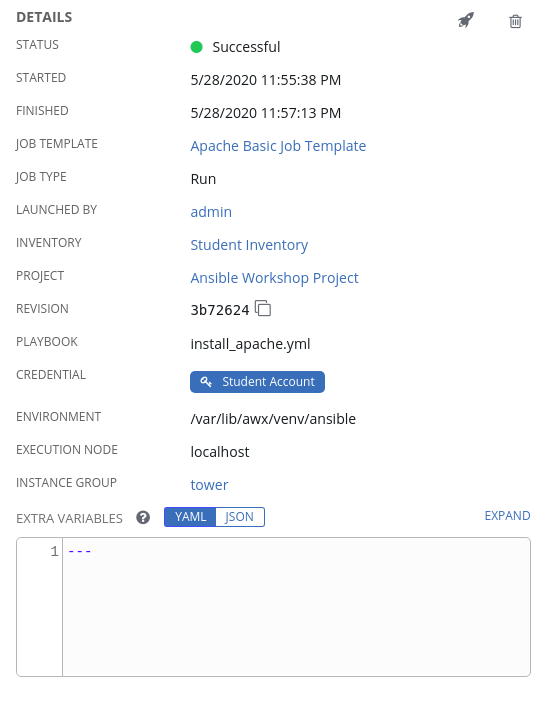 DETAILS
STATUS Successful
STARTED 5/28/2020 11:55:38 PM
FINISHED 5/28/2020 11:57:13 PM
JOB TEMPLATE Apache Basic Job Template
JOB TYPE Run
LAUNCHED BY admin
INVENTORY Student Inventory
PROJECT Ansible Workshop Project
REVISION 3b72624
PLAYBOOK install_apache.yml
CREDENTIAL Student Account
ENVIRONMENT /var/lib/awx/venv/ansible
EXECUTION NODE localhost
INSTANCE GROUP tower
EXTRA VARIABLES ? YAML JSON EXPAND
1 ---